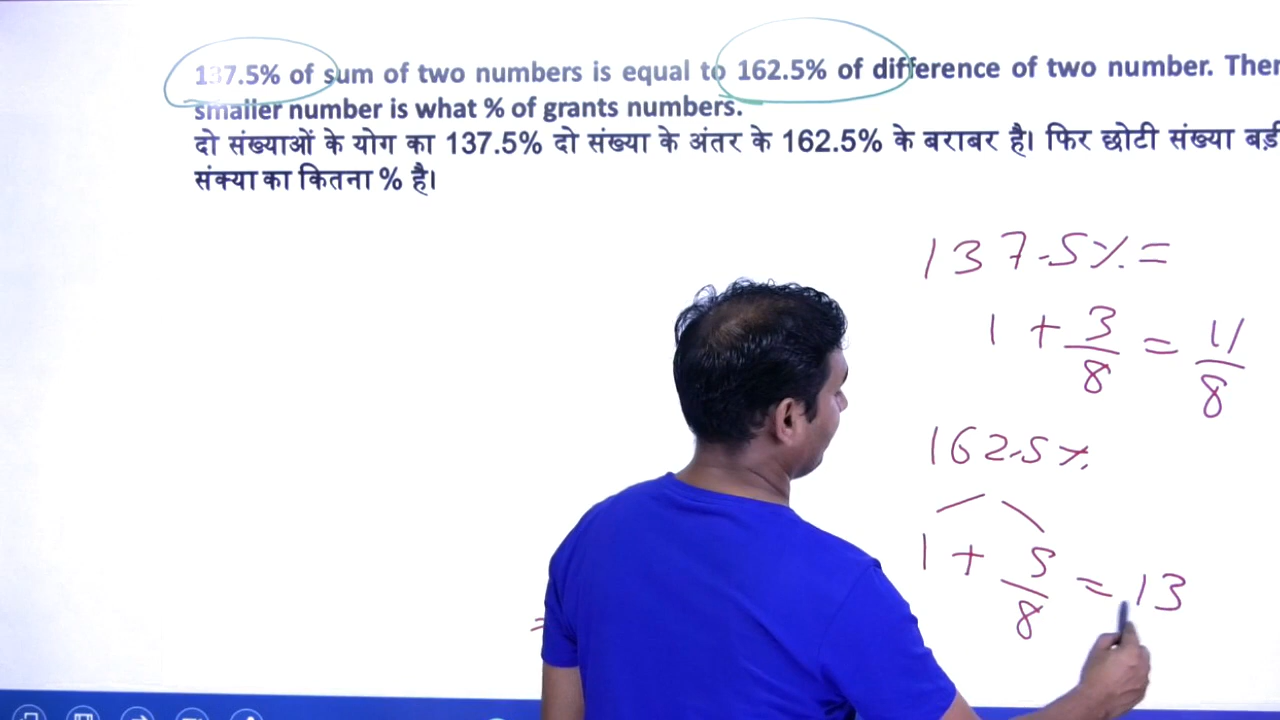 137.5% of sum of two numbers is equal to 162.5% of difference of two number. Then
smaller number is what % of grants numbers.
दो संख्याओं के योग का 137.5% दो संख्या के अंतर के 162.5% के बराबर है। फिर छोटी संख्या बड़ी
संक्या का कितना % है।
137.5% =
1 + 3/8 = 11/8
162.5%
1 + 5/8 = 13
=